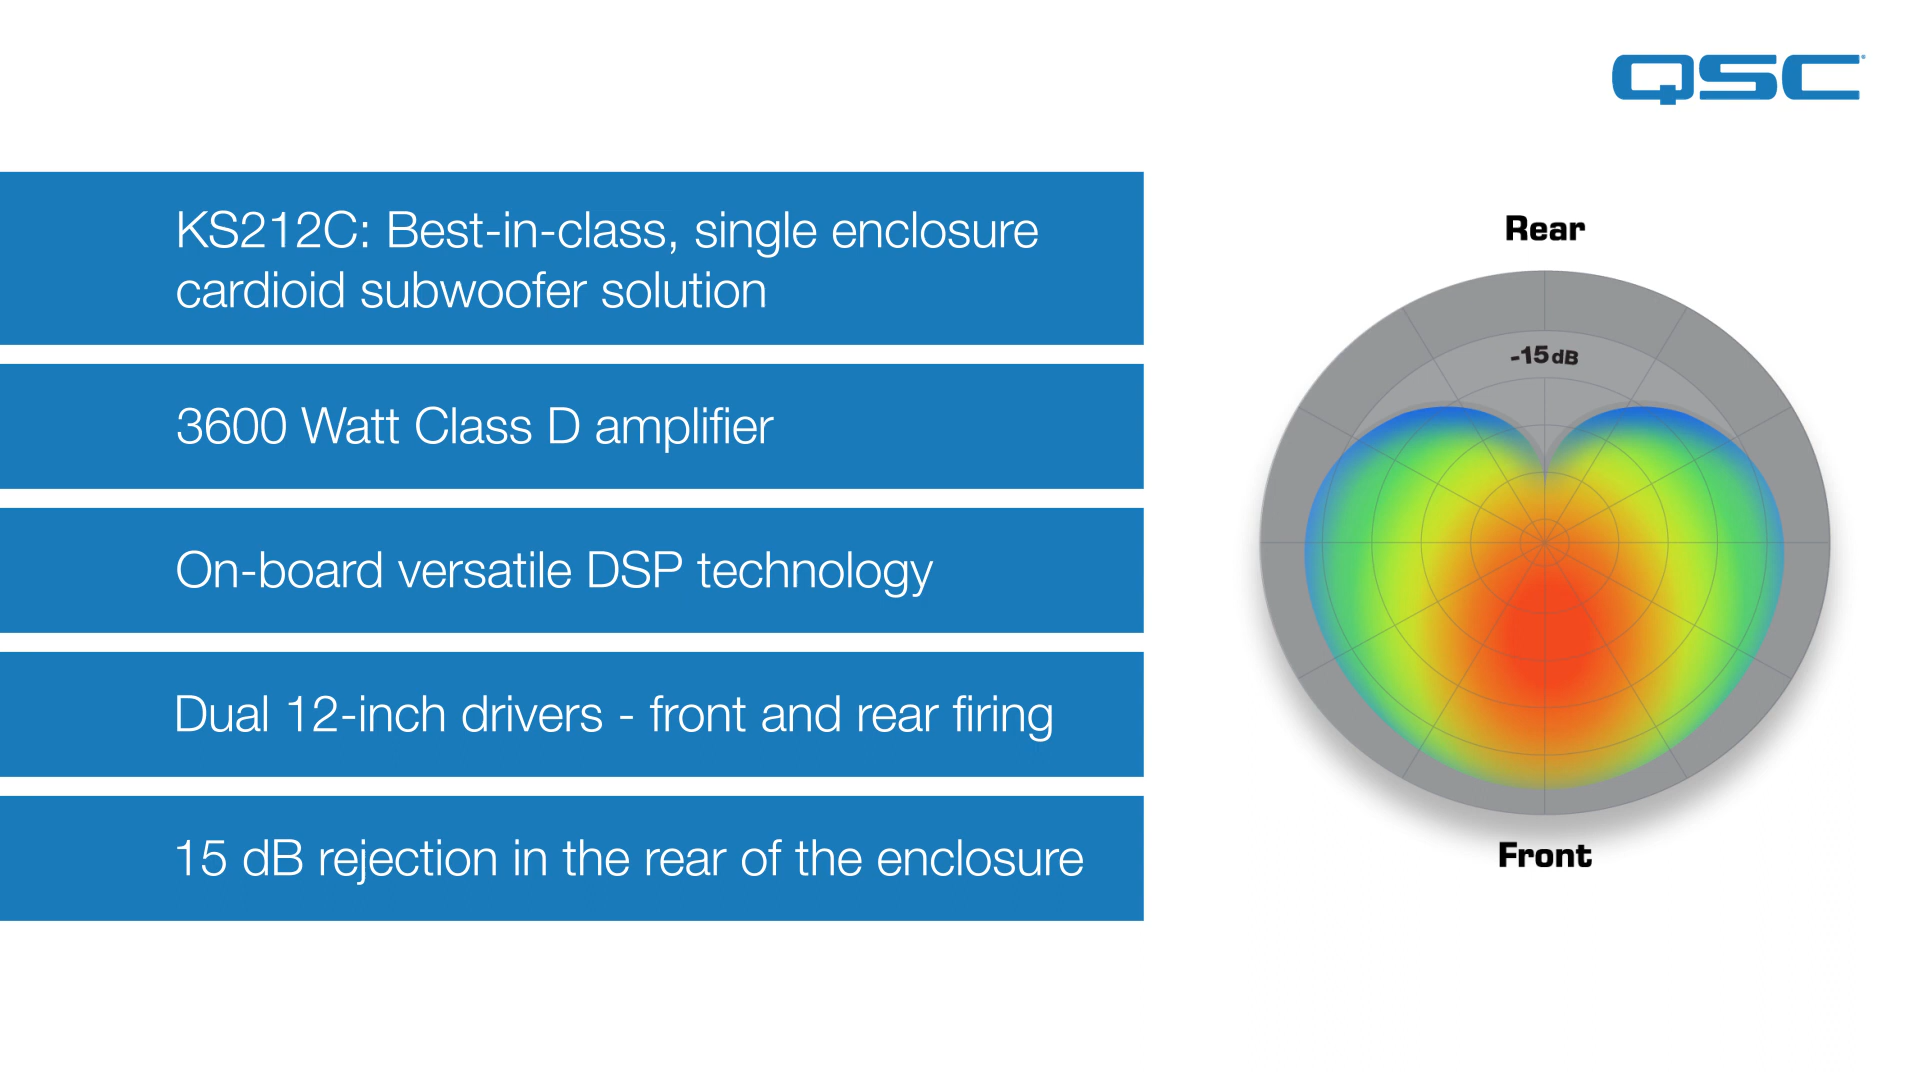 QSC
KS212C: Best-in-class, single enclosure
cardioid subwoofer solution
3600 Watt Class D amplifier
On-board versatile DSP technology
Dual 12-inch drivers - front and rear firing
15 dB rejection in the rear of the enclosure
Rear
-15 dB
Front